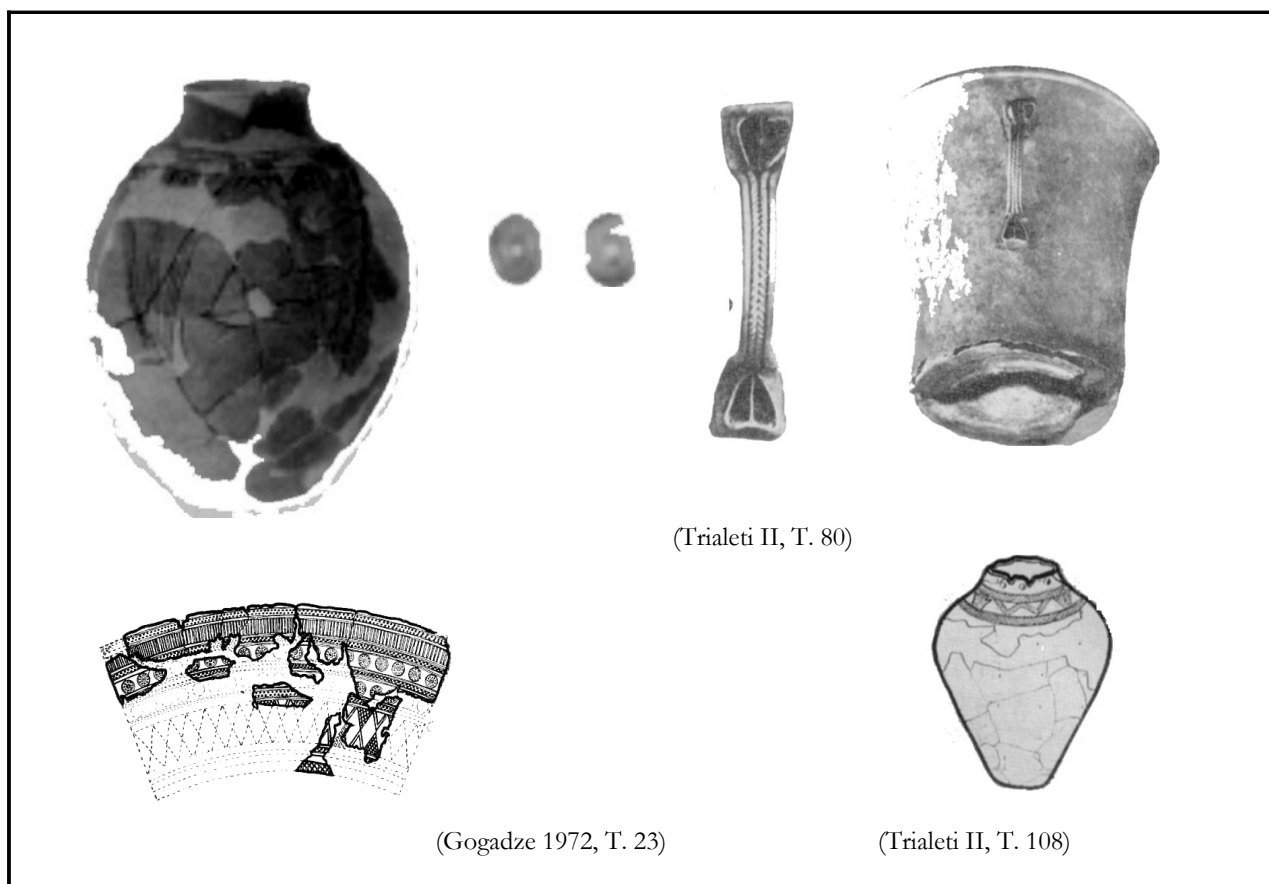 (Trialeti II, T. 80)
(Gogadze 1972, T. 23)
(Trialeti II, T. 108)